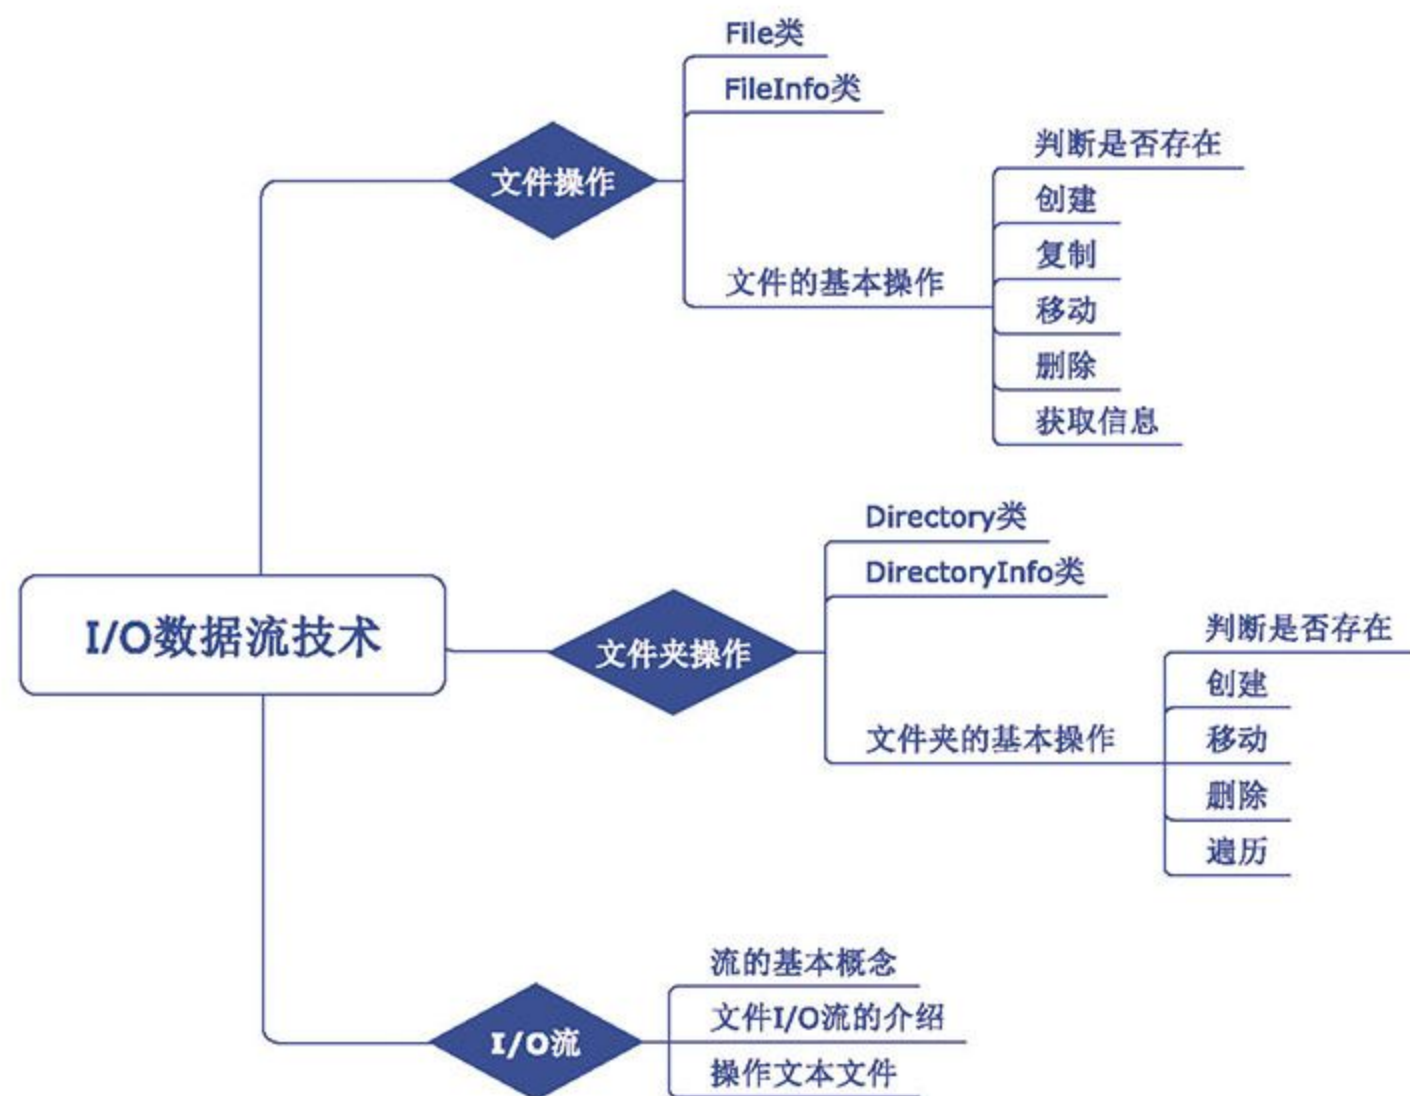 I/O数据流技术
文件操作
File类
FileInfo类
文件的基本操作
判断是否存在
创建
复制
移动
删除
获取信息
文件夹操作
Directory类
DirectoryInfo类
文件夹的基本操作
判断是否存在
创建
移动
删除
遍历
I/O流
流的基本概念
文件I/O流的介绍
操作文本文件